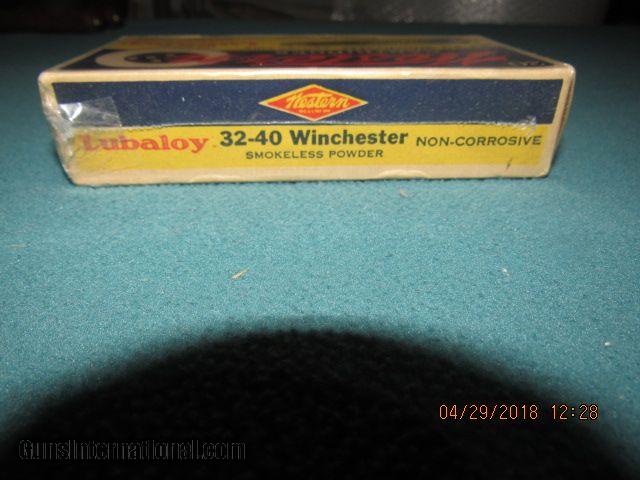 Western
Lubaloy 32-40 Winchester NON-CORROSIVE
SMOKELESS POWDER
04/29/2018 12:28
GunsInternational.com